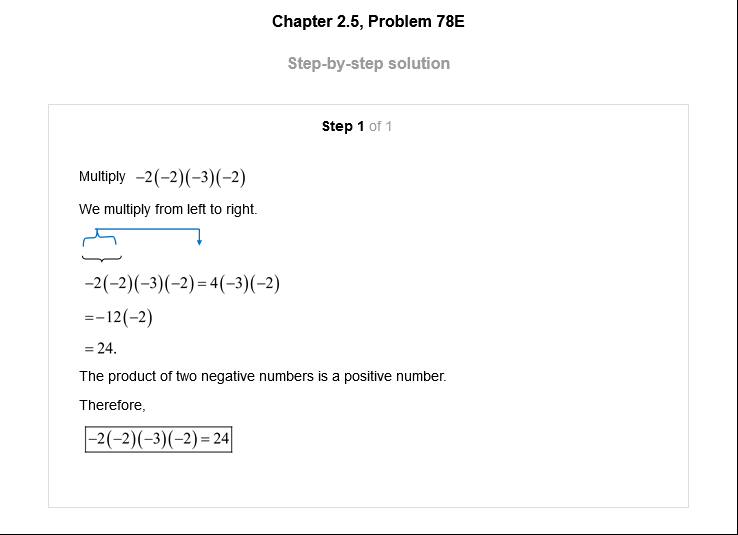 Chapter 2.5, Problem 78E
Step-by-step solution
Step 1 of 1
Multiply −2(−2)(−3)(−2)
We multiply from left to right.
−2(−2)(−3)(−2)=4(−3)(−2)
=−12(−2)
=24.
The product of two negative numbers is a positive number.
Therefore,
−2(−2)(−3)(−2)=24